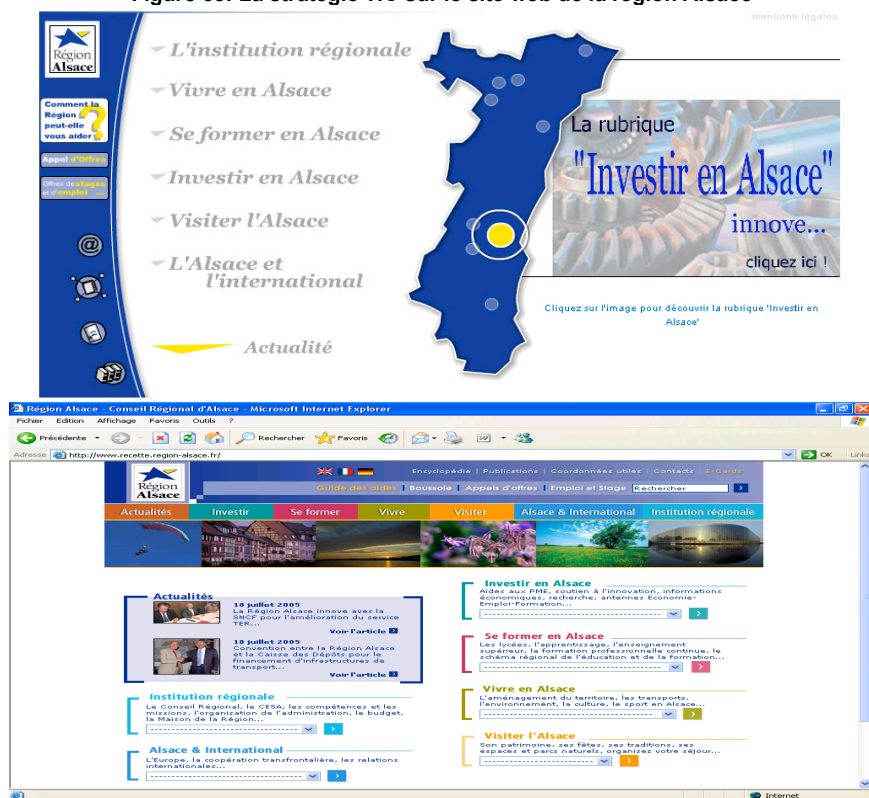 mentions légales
Région
Alsace
Comment la
Région
peut-elle
vous aider
?
Appel d'Offres
Offres de stages
et d'emploi ...
L'institution régionale
Vivre en Alsace
Se former en Alsace
Investir en Alsace
Visiter l'Alsace
L'Alsace et
l'international
Actualité
La rubrique
"Investir en Alsace"
innove...
cliquez ici !
Cliquez sur l'image pour découvrir la rubrique 'Investir en
Alsace'
Région Alsace - Conseil Régional d'Alsace - Microsoft Internet Explorer
Fichier Edition Affichage Favoris Outils ?
Précédente Rechercher Favoris
Adresse http://www.recette.region-alsace.fr/ OK Links
Région
Alsace
Encyclopédie | Publications | Coordonnées utiles | Contacts | E-Cards
Guide des aides | Boussole | Appels d'offres | Emploi et Stage Rechercher
Actualités Investir Se former Vivre Visiter Alsace & International Institution régionale
Actualités
18 juillet 2005
La Région Alsace innove avec la
SNCF pour l'amélioration du service
TER...
Voir l'article
18 juillet 2005
Convention entre la Région Alsace
et la Caisse des Dépôts pour le
financement d'infrastructures de
transport...
Voir l'article
Institution régionale
Le Conseil Régional, le CESA, les compétences et les
missions, l'organisation de l'administration, le budget,
la Maison de la Région...
Alsace & International
L'Europe, la coopération transfrontalière, les relations
internationales...
Investir en Alsace
Aides aux PME, soutien à l'innovation, informations
économiques, recherche, antennes Economie-
Emploi-Formation...
Se former en Alsace
Les lycées, l'apprentissage, l'enseignement
supérieur, la formation professionnelle continue, le
schéma régional de l'éducation et de la formation...
Vivre en Alsace
L'aménagement du territoire, les transports,
l'environnement, la culture, le sport en Alsace...
Visiter l'Alsace
Son patrimoine, ses fêtes, ses traditions, ses
espaces et parcs naturels, organisez votre séjour...
Internet